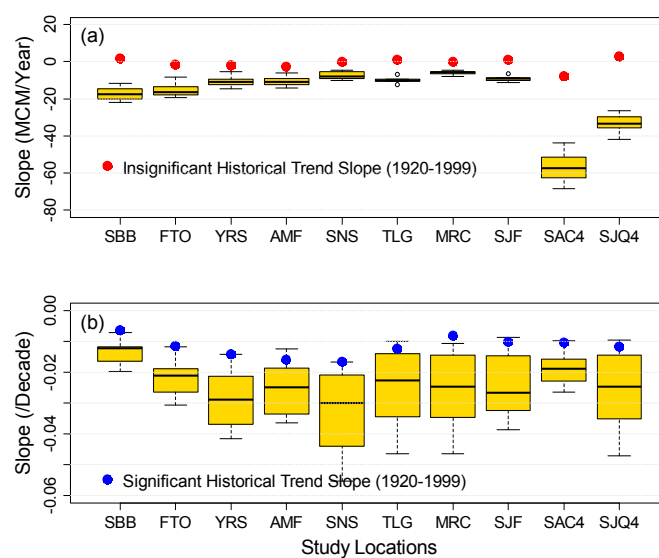 (a)
Slope (MCM/Year)
20
0
-20
-40
-60
-80
Insignificant Historical Trend Slope (1920-1999)
SBB FTO YRS AMF SNS TLG MRC SJF SAC4 SJQ4
(b)
Slope (/Decade)
0.00
-0.02
-0.04
-0.06
Significant Historical Trend Slope (1920-1999)
SBB FTO YRS AMF SNS TLG MRC SJF SAC4 SJQ4
Study Locations